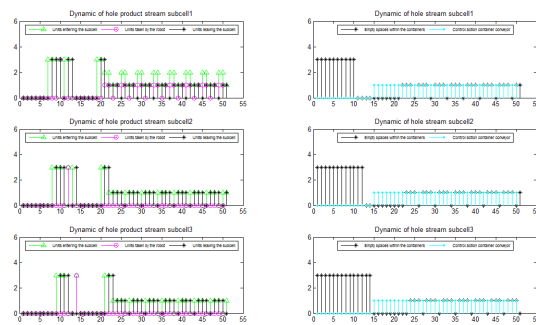 Dynamic of hole product stream subcell1
Units entering the subcell
Units taken by the robot
Units leaving the subcell
6
4
2
0
0 5 10 15 20 25 30 35 40 45 50 55
Dynamic of hole stream subcell1
Empty spaces within the containers
Control action container conveyor
6
4
2
0
0 5 10 15 20 25 30 35 40 45 50 55
Dynamic of hole product stream subcell2
Units entering the subcell
Units taken by the robot
Units leaving the subcell
6
4
2
0
0 5 10 15 20 25 30 35 40 45 50 55
Dynamic of hole stream subcell2
Empty spaces within the containers
Control action container conveyor
6
4
2
0
0 5 10 15 20 25 30 35 40 45 50 55
Dynamic of hole product stream subcell3
Units entering the subcell
Units taken by the robot
Units leaving the subcell
6
4
2
0
0 5 10 15 20 25 30 35 40 45 50 55
Dynamic of hole stream subcell3
Empty spaces within the containers
Control action container conveyor
6
4
2
0
0 5 10 15 20 25 30 35 40 45 50 55